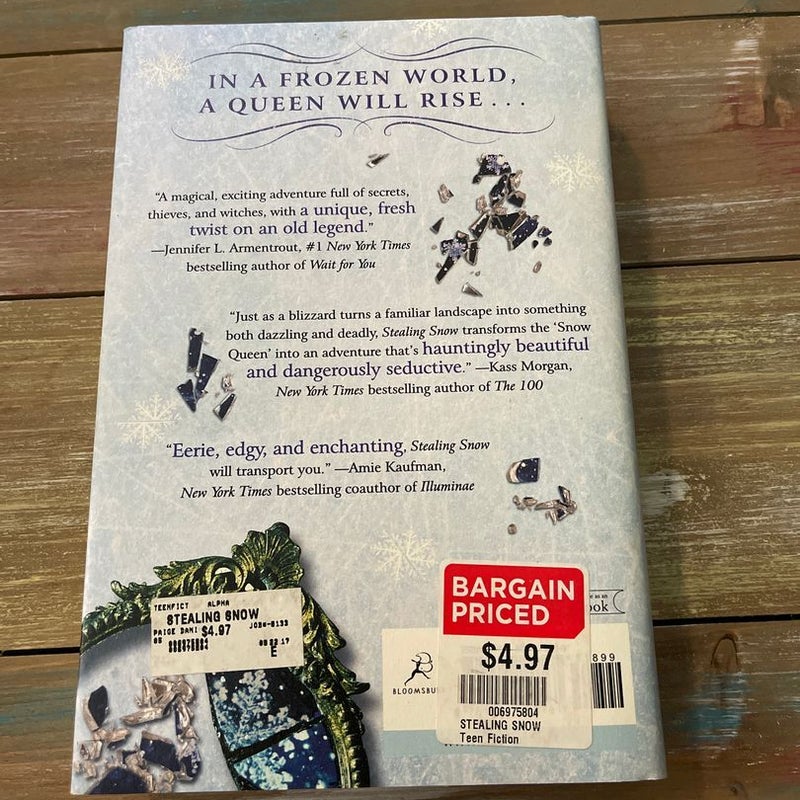 IN A FROZEN WORLD,
A QUEEN WILL RISE . . .
“A magical, exciting adventure full of secrets,
thieves, and witches, with a unique, fresh
twist on an old legend.”
—Jennifer L. Armentrout, #1 New York Times
bestselling author of Wait for You
“Just as a blizzard turns a familiar landscape into something
both dazzling and deadly, Stealing Snow transforms the ‘Snow
Queen’ into an adventure that’s hauntingly beautiful
and dangerously seductive.” —Kass Morgan,
New York Times bestselling author of The 100
“Eerie, edgy, and enchanting, Stealing Snow
will transport you.” —Amie Kaufman,
New York Times bestselling coauthor of Illuminae
TEENFICT ALPHA
STEALING SNOW
PAIGE DANI $4.97
E
BARGAIN
PRICED
$4.97
006975804
STEALING SNOW
Teen Fiction
BLOOMSBU
899
ook